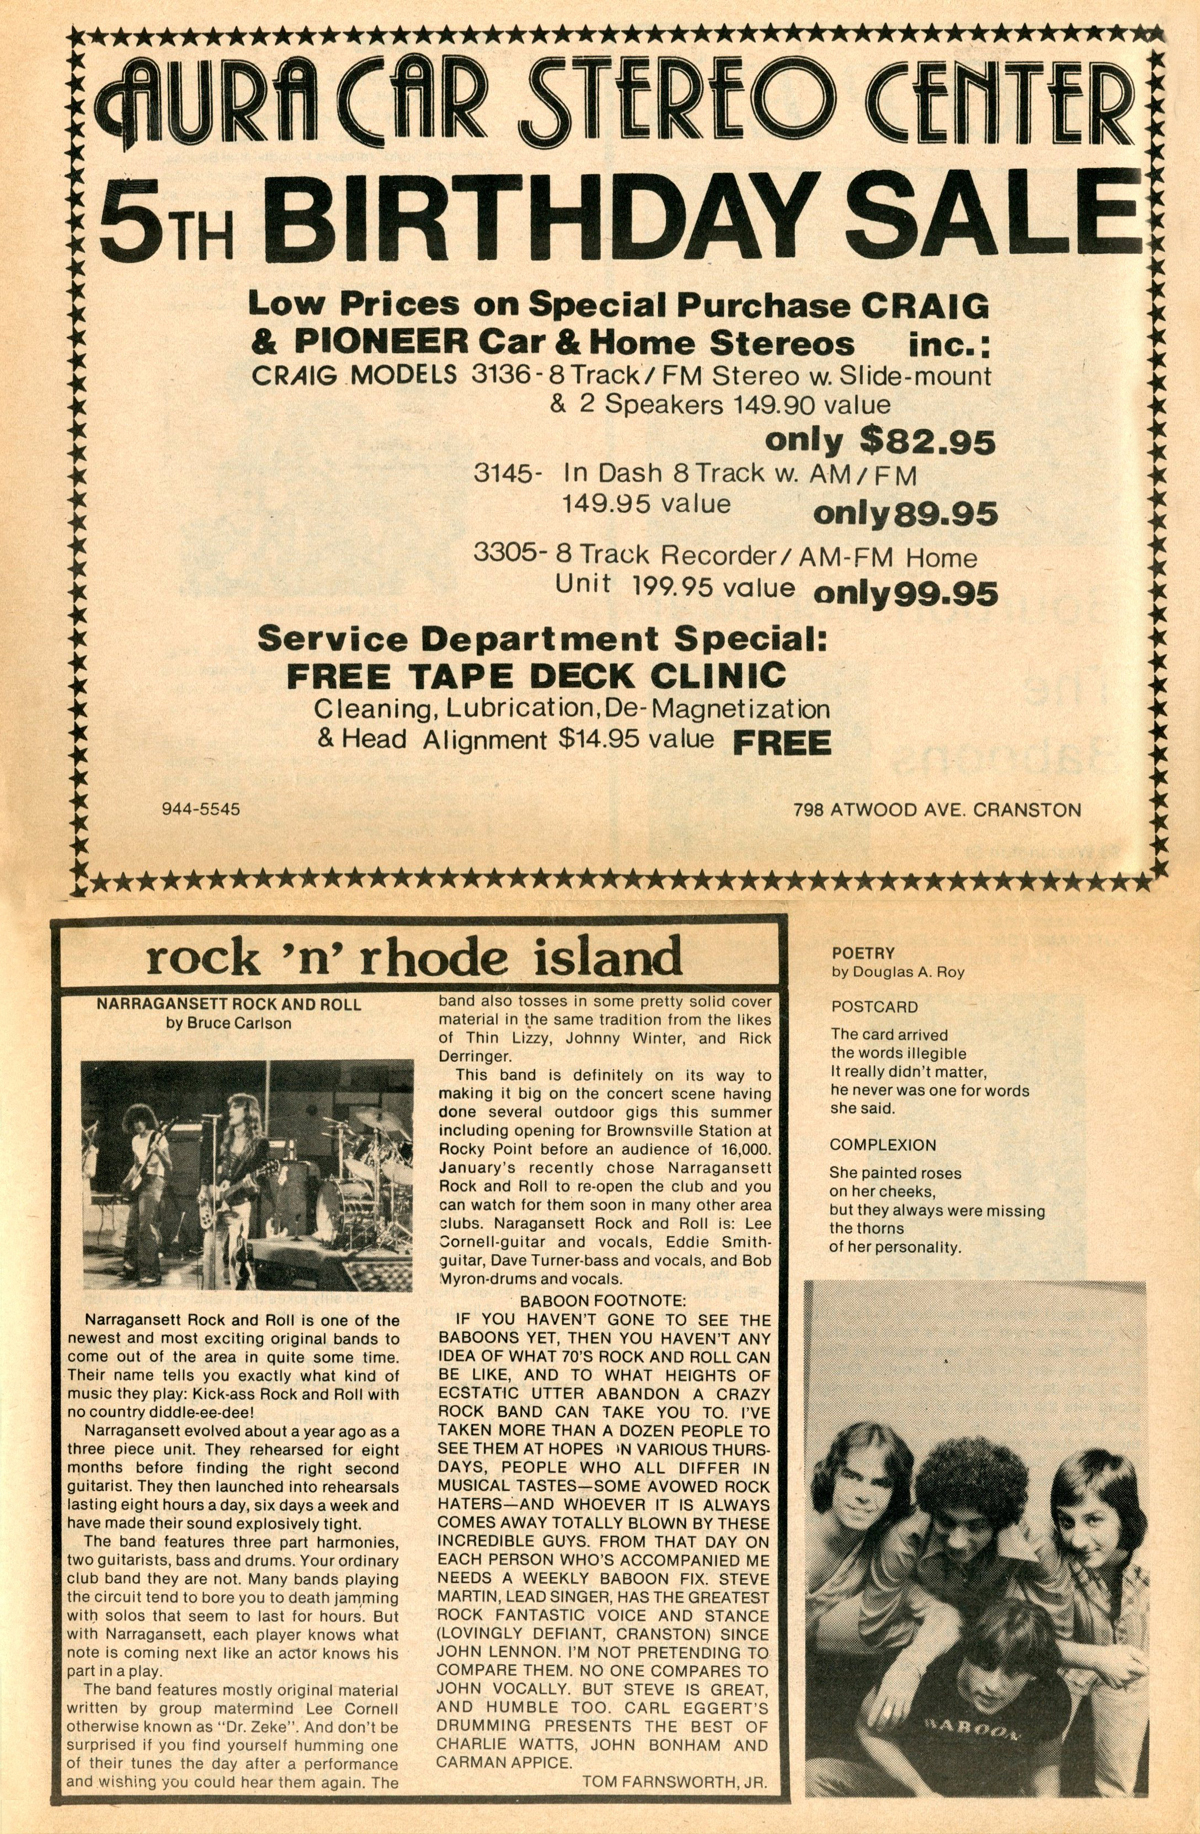 AURA CAR STEREO CENTER
5TH BIRTHDAY SALE
Low Prices on Special Purchase CRAIG
& PIONEER Car & Home Stereos inc.:
CRAIG MODELS 3136-8 Track/FM Stereo w. Slide-mount
& 2 Speakers 149.90 value
only $82.95
3145- In Dash 8 Track w. AM/FM
149.95 value only 89.95
3305-8 Track Recorder/AM-FM Home
Unit 199.95 value only 99.95
Service Department Special:
FREE TAPE DECK CLINIC
Cleaning, Lubrication, De-Magnetization
& Head Alignment $14.95 value FREE
944-5545
798 ATWOOD AVE. CRANSTON
rock 'n' rhode island
NARRAGANSETT ROCK AND ROLL
by Bruce Carlson
Narragansett Rock and Roll is one of the
newest and most exciting original bands to
come out of the area in quite some time.
Their name tells you exactly what kind of
music they play: Kick-ass Rock and Roll with
no country diddle-ee-dee!
Narragansett evolved about a year ago as a
three piece unit. They rehearsed for eight
months before finding the right second
guitarist. They then launched into rehearsals
lasting eight hours a day, six days a week and
have made their sound explosively tight.
The band features three part harmonies,
two guitarists, bass and drums. Your ordinary
club band they are not. Many bands playing
the circuit tend to bore you to death jamming
with solos that seem to last for hours. But
with Narragansett, each player knows what
note is coming next like an actor knows his
part in a play.
The band features mostly original material
written by group matermind Lee Cornell
otherwise known as "Dr. Zeke". And don't be
surprised if you find yourself humming one
of their tunes the day after a performance
and wishing you could hear them again. The
band also tosses in some pretty solid cover
material in the same tradition from the likes
of Thin Lizzy, Johnny Winter, and Rick
Derringer.
This band is definitely on its way to
making it big on the concert scene having
done several outdoor gigs this summer
including opening for Brownsville Station at
Rocky Point before an audience of 16,000.
January's recently chose Narragansett
Rock and Roll to re-open the club and you
can watch for them soon in many other area
clubs. Naragansett Rock and Roll is: Lee
Cornell-guitar and vocals, Eddie Smith-
guitar, Dave Turner-bass and vocals, and Bob
Myron-drums and vocals.
BABOON FOOTNOTE:
IF YOU HAVEN'T GONE TO SEE THE
BABOONS YET, THEN YOU HAVEN'T ANY
IDEA OF WHAT 70'S ROCK AND ROLL CAN
BE LIKE, AND TO WHAT HEIGHTS OF
ECSTATIC UTTER ABANDON A CRAZY
ROCK BAND CAN TAKE YOU TO. I'VE
TAKEN MORE THAN A DOZEN PEOPLE TO
SEE THEM AT HOPES IN VARIOUS THURS-
DAYS, PEOPLE WHO ALL DIFFER IN
MUSICAL TASTES—SOME AVOWED ROCK
HATERS—AND WHOEVER IT IS ALWAYS
COMES AWAY TOTALLY BLOWN BY THESE
INCREDIBLE GUYS. FROM THAT DAY ON
EACH PERSON WHO'S ACCOMPANIED ME
NEEDS A WEEKLY BABOON FIX. STEVE
MARTIN, LEAD SINGER, HAS THE GREATEST
ROCK FANTASTIC VOICE AND STANCE
(LOVINGLY DEFIANT, CRANSTON) SINCE
JOHN LENNON. I'M NOT PRETENDING TO
COMPARE THEM. NO ONE COMPARES TO
JOHN VOCALLY. BUT STEVE IS GREAT,
AND HUMBLE TOO. CARL EGGERT'S
DRUMMING PRESENTS THE BEST OF
CHARLIE WATTS, JOHN BONHAM AND
CARMAN APPICE.
TOM FARNSWORTH, JR.
POETRY
by Douglas A. Roy
POSTCARD
The card arrived
the words illegible
It really didn't matter,
he never was one for words
she said.
COMPLEXION
She painted roses
on her cheeks,
but they always were missing
the thorns
of her personality.
BABOON